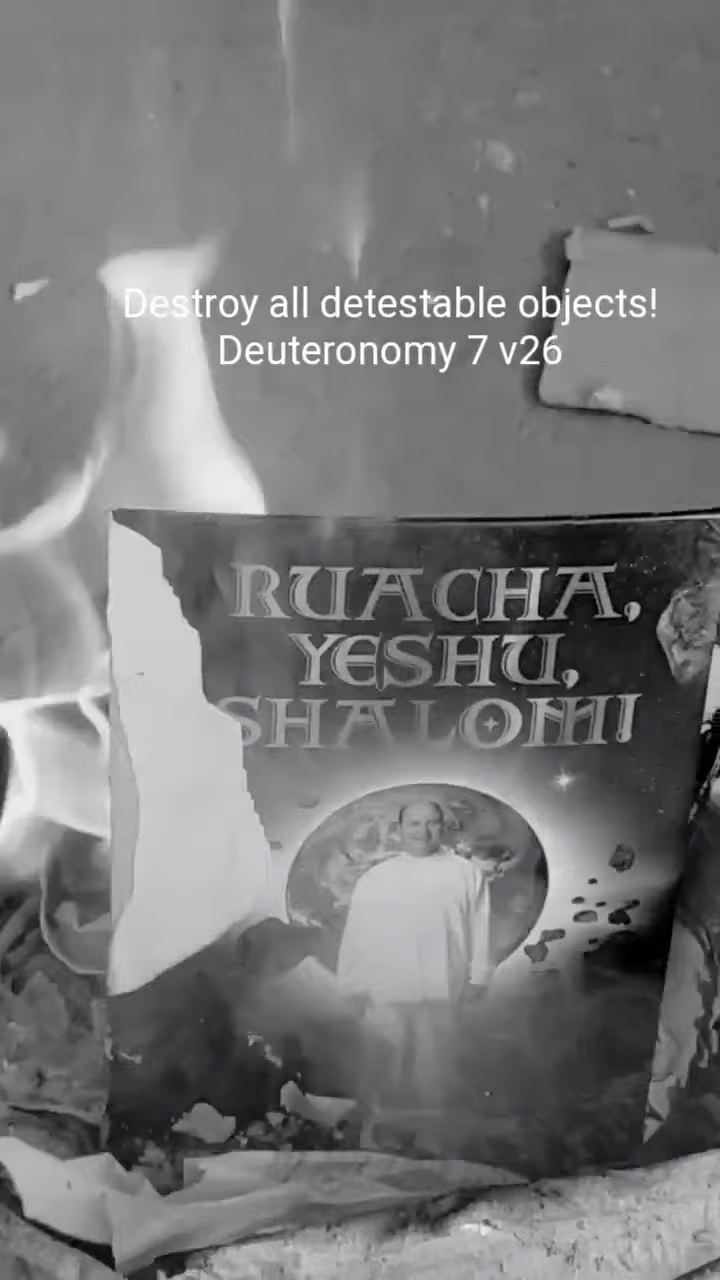 Destroy all detestable objects!
Deuteronomy 7 v26
RUACHA,
YESHU,
SHALOM!